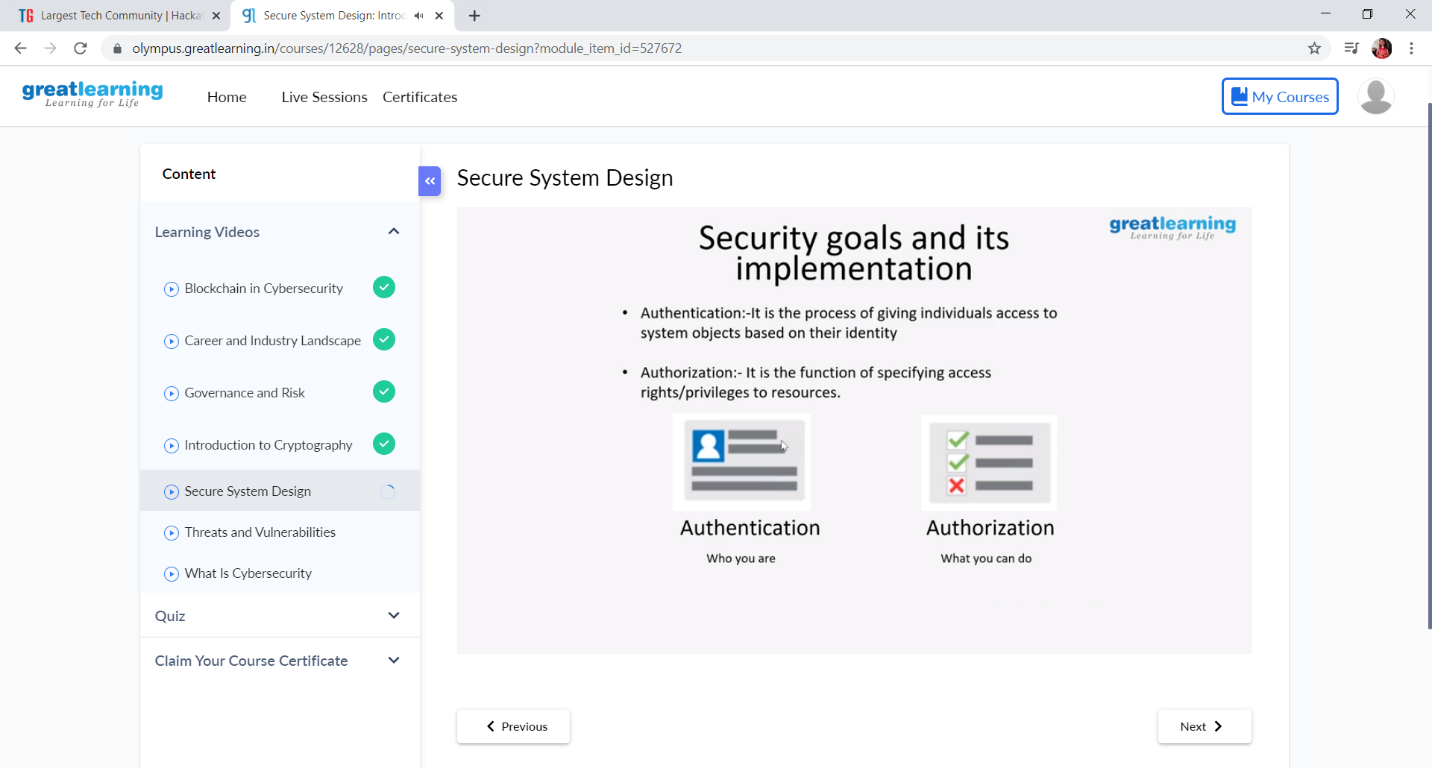 TG Largest Tech Community | Hacka
gl Secure System Design: Introd
olympus.greatlearning.in/courses/12628/pages/secure-system-design?module_item_id=527672
greatlearning
Learning for Life
Home
Live Sessions
Certificates
My Courses
Content
Learning Videos
Blockchain in Cybersecurity
Career and Industry Landscape
Governance and Risk
Introduction to Cryptography
Secure System Design
Threats and Vulnerabilities
What Is Cybersecurity
Quiz
Claim Your Course Certificate
Secure System Design
greatlearning
Learning for Life
Security goals and its
implementation
• Authentication:-It is the process of giving individuals access to
system objects based on their identity
• Authorization:- It is the function of specifying access
rights/privileges to resources.
Authentication
Who you are
Authorization
What you can do
Previous
Next